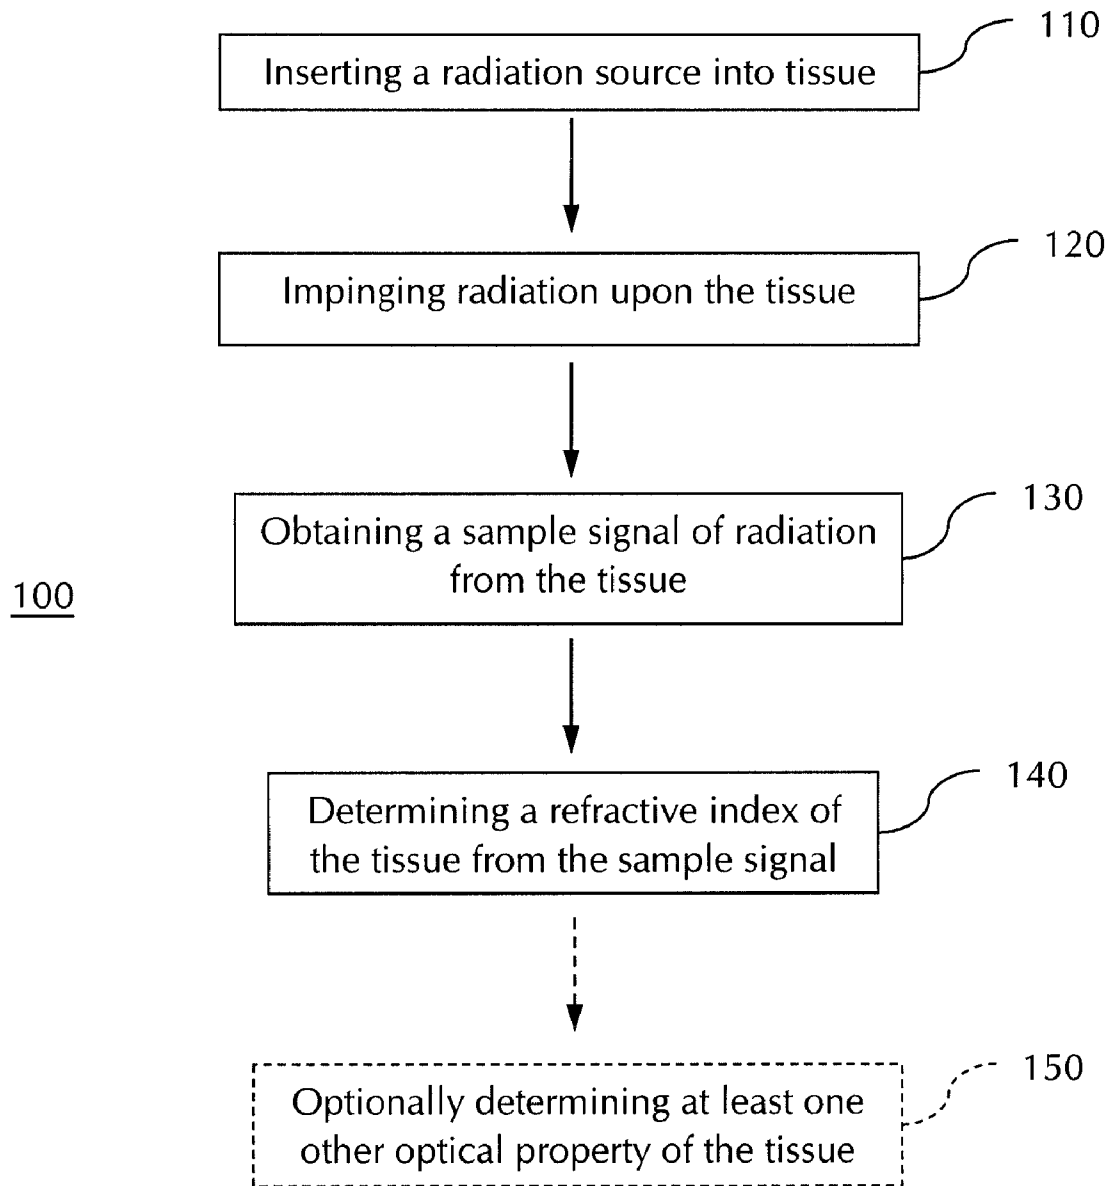 110
Inserting a radiation source into tissue
120
Impinging radiation upon the tissue
130
Obtaining a sample signal of radiation
from the tissue
100
140
Determining a refractive index of
the tissue from the sample signal
150
Optionally determining at least one
other optical property of the tissue